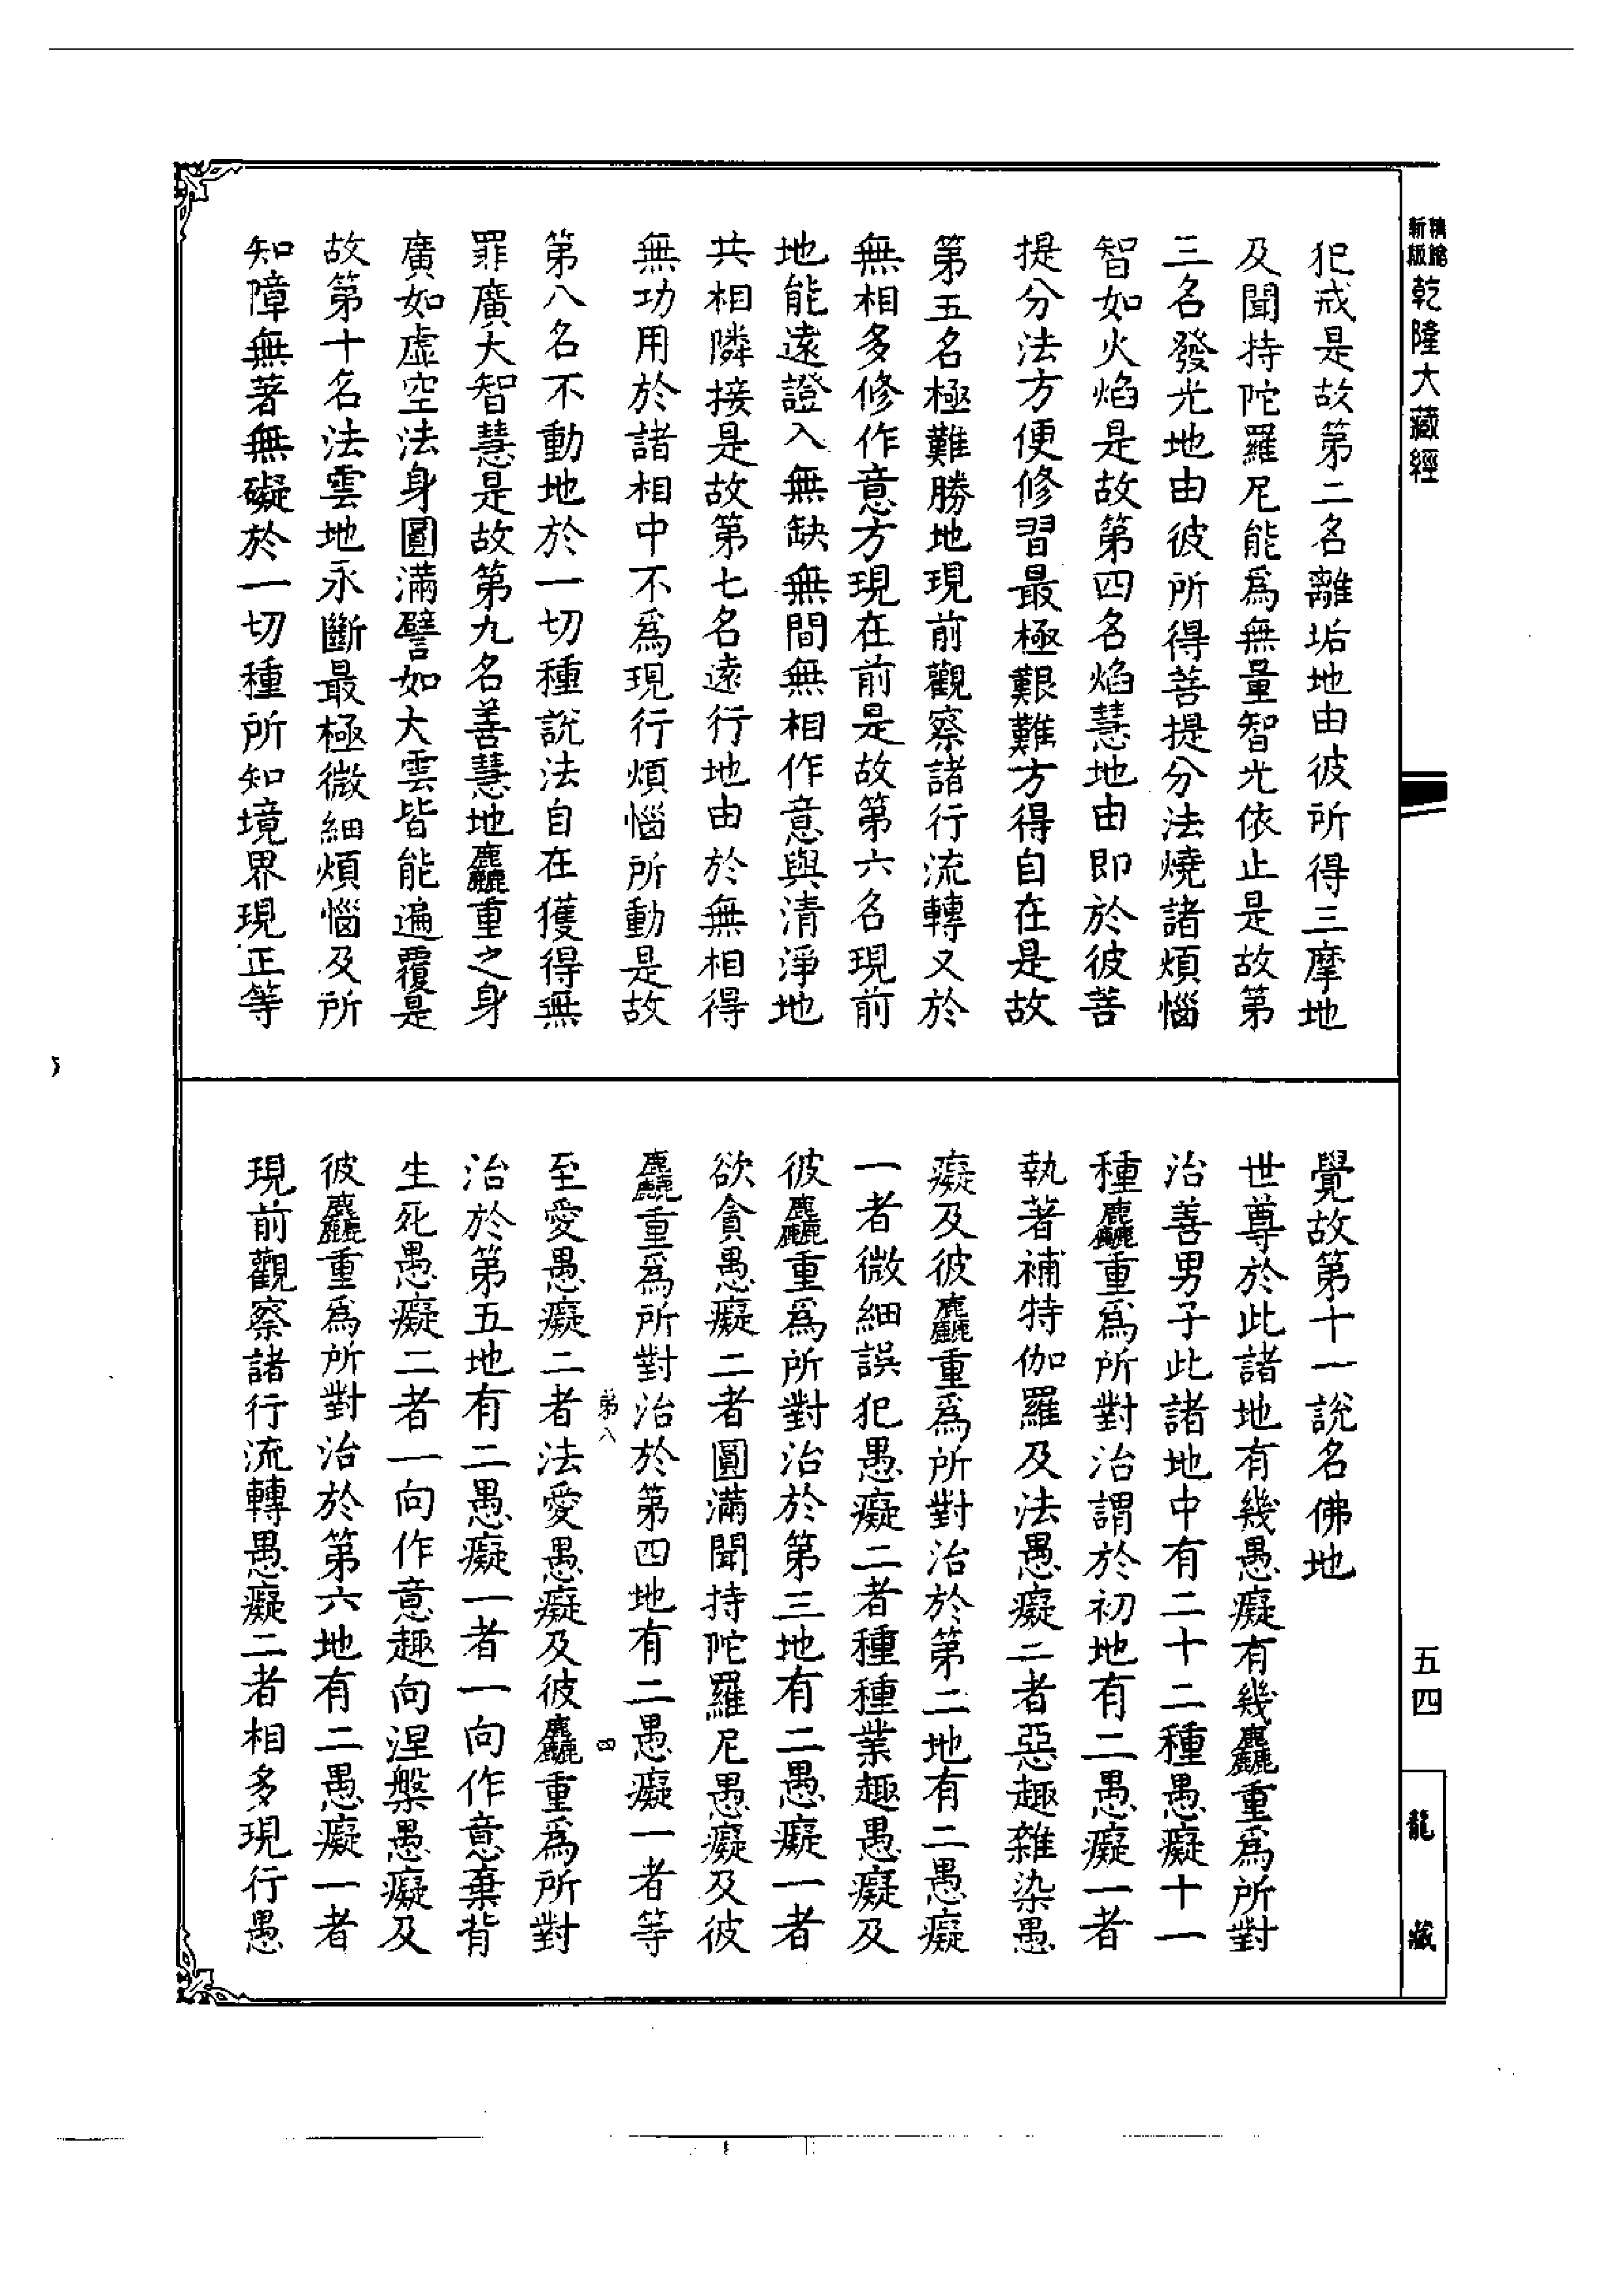 新版
精縮
乾隆大藏經
犯戒是故第二名離垢地由彼所得三摩地
及聞持陀羅尼能爲無量智光依止是故第
三名發光地由彼所得菩提分法燒諸煩惱
智如火焰是故第四名焰慧地由即於彼菩
提分法方便修習最極艱難方得自在是故
第五名極難勝地現前觀察諸行流轉又於
無相多修作意方現在前是故第六名現前
地能遠證入無缺無間無相作意與清淨地
共相隣接是故第七名遠行地由於無相得
無功用於諸相中不爲現行煩惱所動是故
第八名不動地於一切種說法自在獲得無
罪廣大智慧是故第九名善慧地麤重之身
廣如虛空法身圓滿譬如大雲皆能遍覆是
故第十名法雲地永斷最極微細煩惱及所
知障無著無礙於一切種所知境界現正等
覺故第十一說名佛地
世尊於此諸地有幾愚癡有幾麤重爲所對
治善男子此諸地中有二十二種愚癡十一
種麤重爲所對治謂於初地有二愚癡一者
執著補特伽羅及法愚癡二者惡趣雜染愚
癡及彼麤重爲所對治於第二地有二愚癡
一者微細誤犯愚癡二者種種業趣愚癡及
彼麤重爲所對治於第三地有二愚癡一者
欲貪愚癡二者圓滿聞持陀羅尼愚癡及彼
麤重爲所對治於第四地有二愚癡一者等
第八
四
至愛愚癡二者法愛愚癡及彼麤重爲所對
治於第五地有二愚癡一者一向作意棄背
生死愚癡二者一向作意趣向涅槃愚癡及
彼麤重爲所對治於第六地有二愚癡一者
現前觀察諸行流轉愚癡二者相多現行愚
五四
龍藏